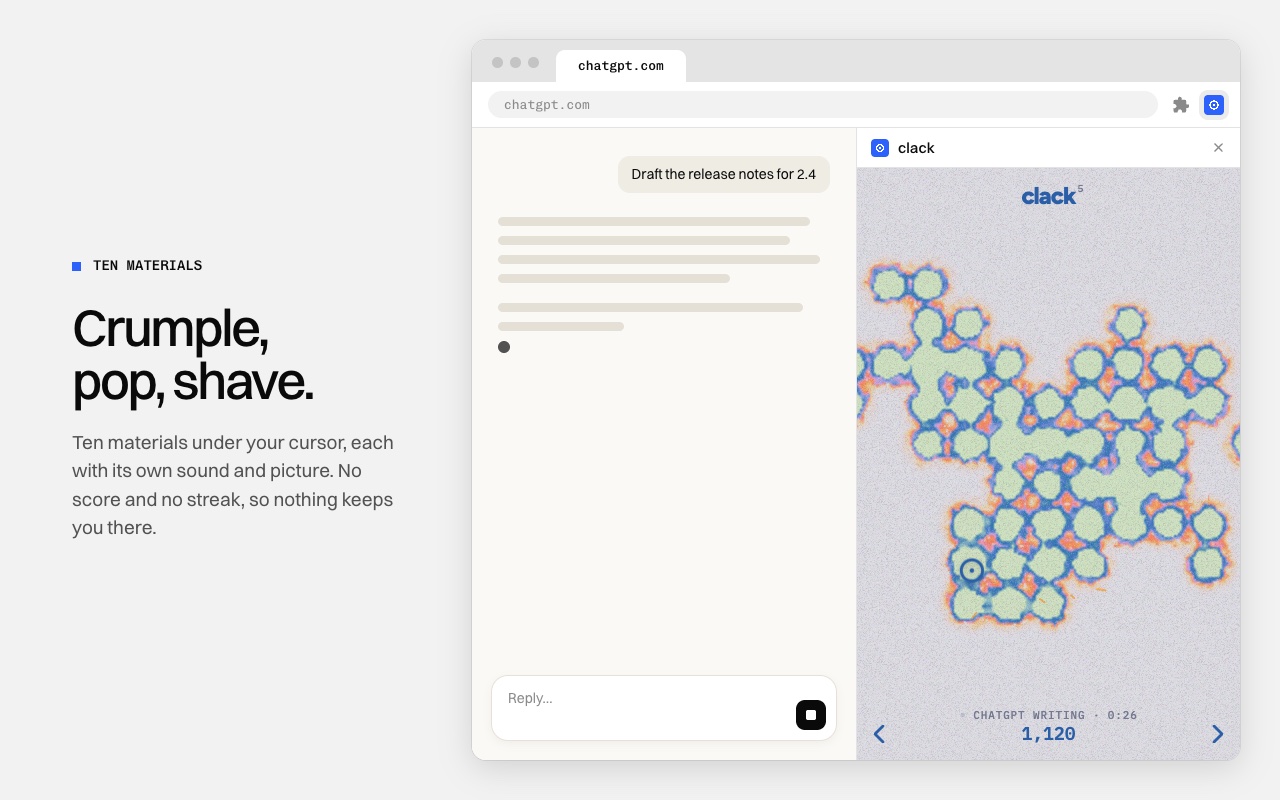 chatgpt.com
chatgpt.com
clack
Draft the release notes for 2.4
clack 5
TEN MATERIALS
Crumple,
pop, shave.
Ten materials under your cursor, each
with its own sound and picture. No
score and no streak, so nothing keeps
you there.
Reply...
CHATGPT WRITING · 0:26
1,120